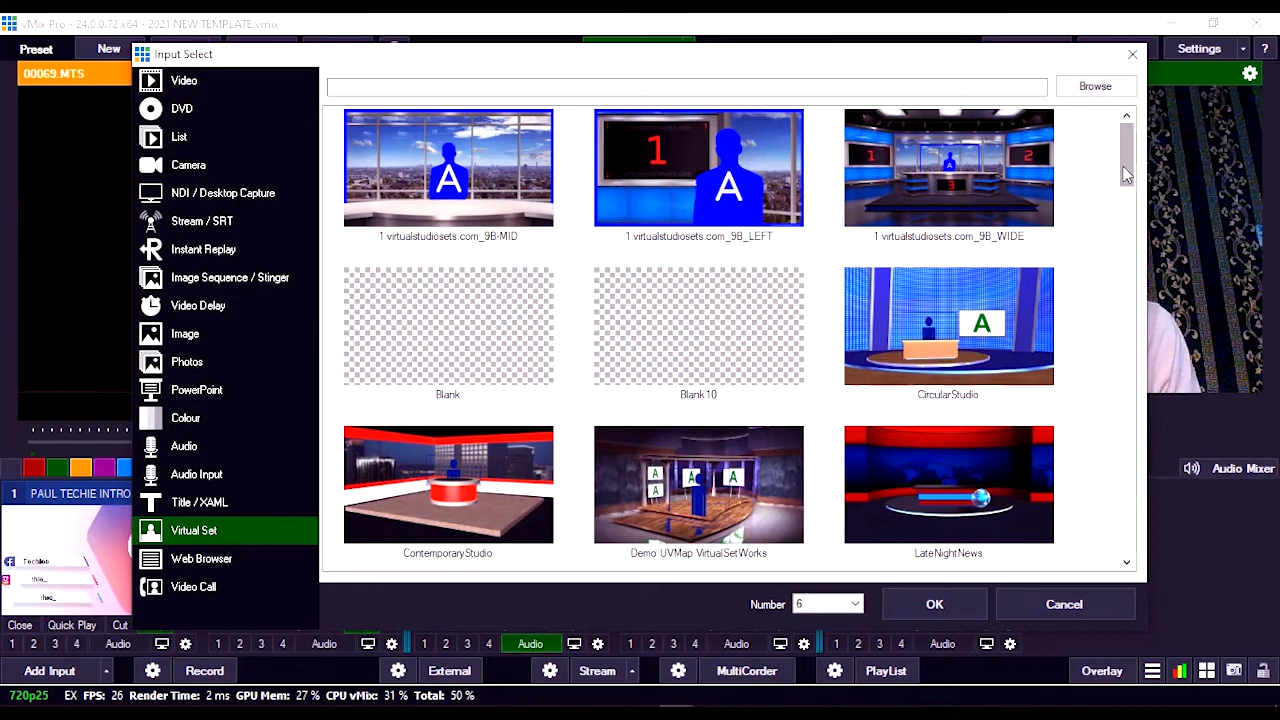 vMix Pro - 24.0.0.72 x64 - 2021 NEW TEMPLATE.vmix
Preset
New
Settings
?
00069.MTS
Input Select
Video
DVD
List
Camera
NDI / Desktop Capture
Stream / SRT
Instant Replay
Image Sequence / Stinger
Video Delay
Image
Photos
PowerPoint
Colour
Audio
Audio Input
Title / XAML
Virtual Set
Web Browser
Video Call
Browse
A
1 A
1 A 2 3
1 virtualstudiosets.com_9B-MID
1 virtualstudiosets.com_9B_LEFT
1 virtualstudiosets.com_9B_WIDE
A
Blank
Blank10
CircularStudio
A A A A
ContemporaryStudio
Demo UVMap VirtualSetWorks
LateNightNews
Number 6
OK
Cancel
Audio Mixer
1 PAUL TECHIE INTRO
Close Quick Play Cut
1 2 3 4 Audio
1 2 3 4 Audio
1 2 3 4 Audio
1 2 3 4 Audio
1 2 3 4 Audio
Add Input
Record
External
Stream
MultiCorder
PlayList
Overlay
720p25 EX FPS: 26 Render Time: 2 ms GPU Mem: 27 % CPU vMix: 31 % Total: 50 %